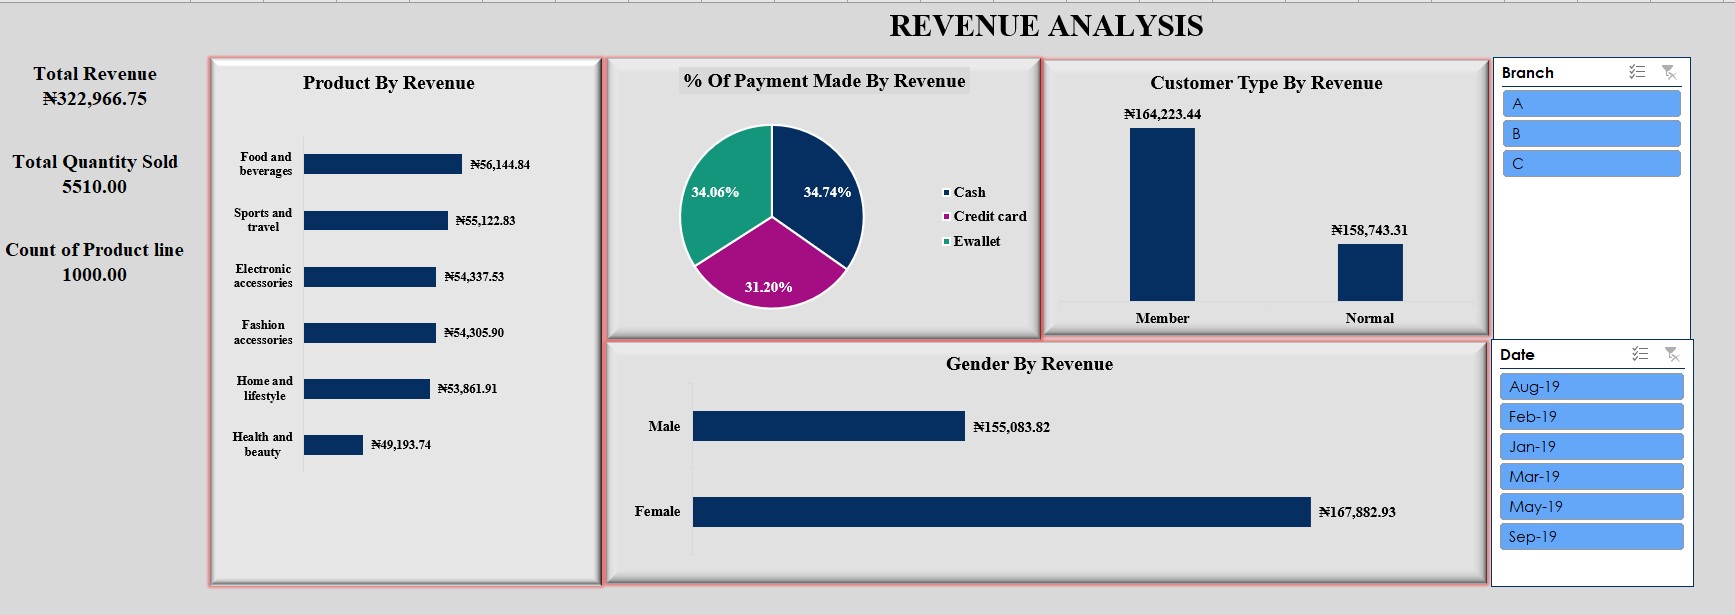 REVENUE ANALYSIS
Total Revenue
₦322,966.75
Total Quantity Sold
5510.00
Count of Product line
1000.00
Product By Revenue
Food and
beverages
₦56,144.84
Sports and
travel
₦55,122.83
Electronic
accessories
₦54,337.53
Fashion
accessories
₦54,305.90
Home and
lifestyle
₦53,861.91
Health and
beauty
₦49,193.74
% Of Payment Made By Revenue
34.06%
34.74%
31.20%
Cash
Credit card
Ewallet
Customer Type By Revenue
₦164,223.44
₦158,743.31
Member
Normal
Gender By Revenue
Male
₦155,083.82
Female
₦167,882.93
Branch
A
B
C
Date
Aug-19
Feb-19
Jan-19
Mar-19
May-19
Sep-19